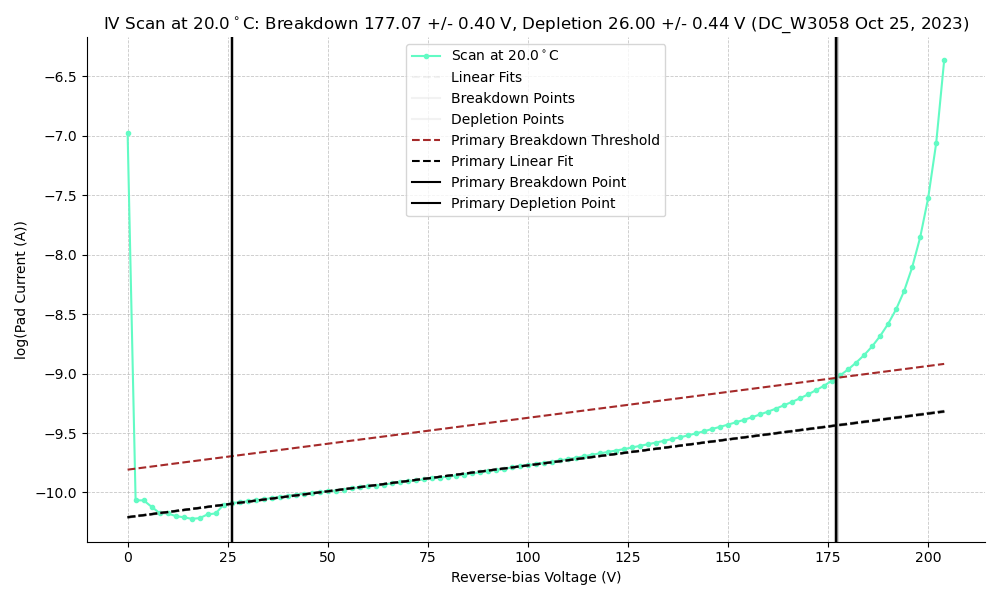 IV Scan at 20.0°C: Breakdown 177.07 +/- 0.40 V, Depletion 26.00 +/- 0.44 V (DC_W3058 Oct 25, 2023)
Scan at 20.0°C
Linear Fits
Breakdown Points
Depletion Points
Primary Breakdown Threshold
Primary Linear Fit
Primary Breakdown Point
Primary Depletion Point
log(Pad Current (A))
−6.5
−7.0
−7.5
−8.0
−8.5
−9.0
−9.5
−10.0
0 25 50 75 100 125 150 175 200
Reverse-bias Voltage (V)